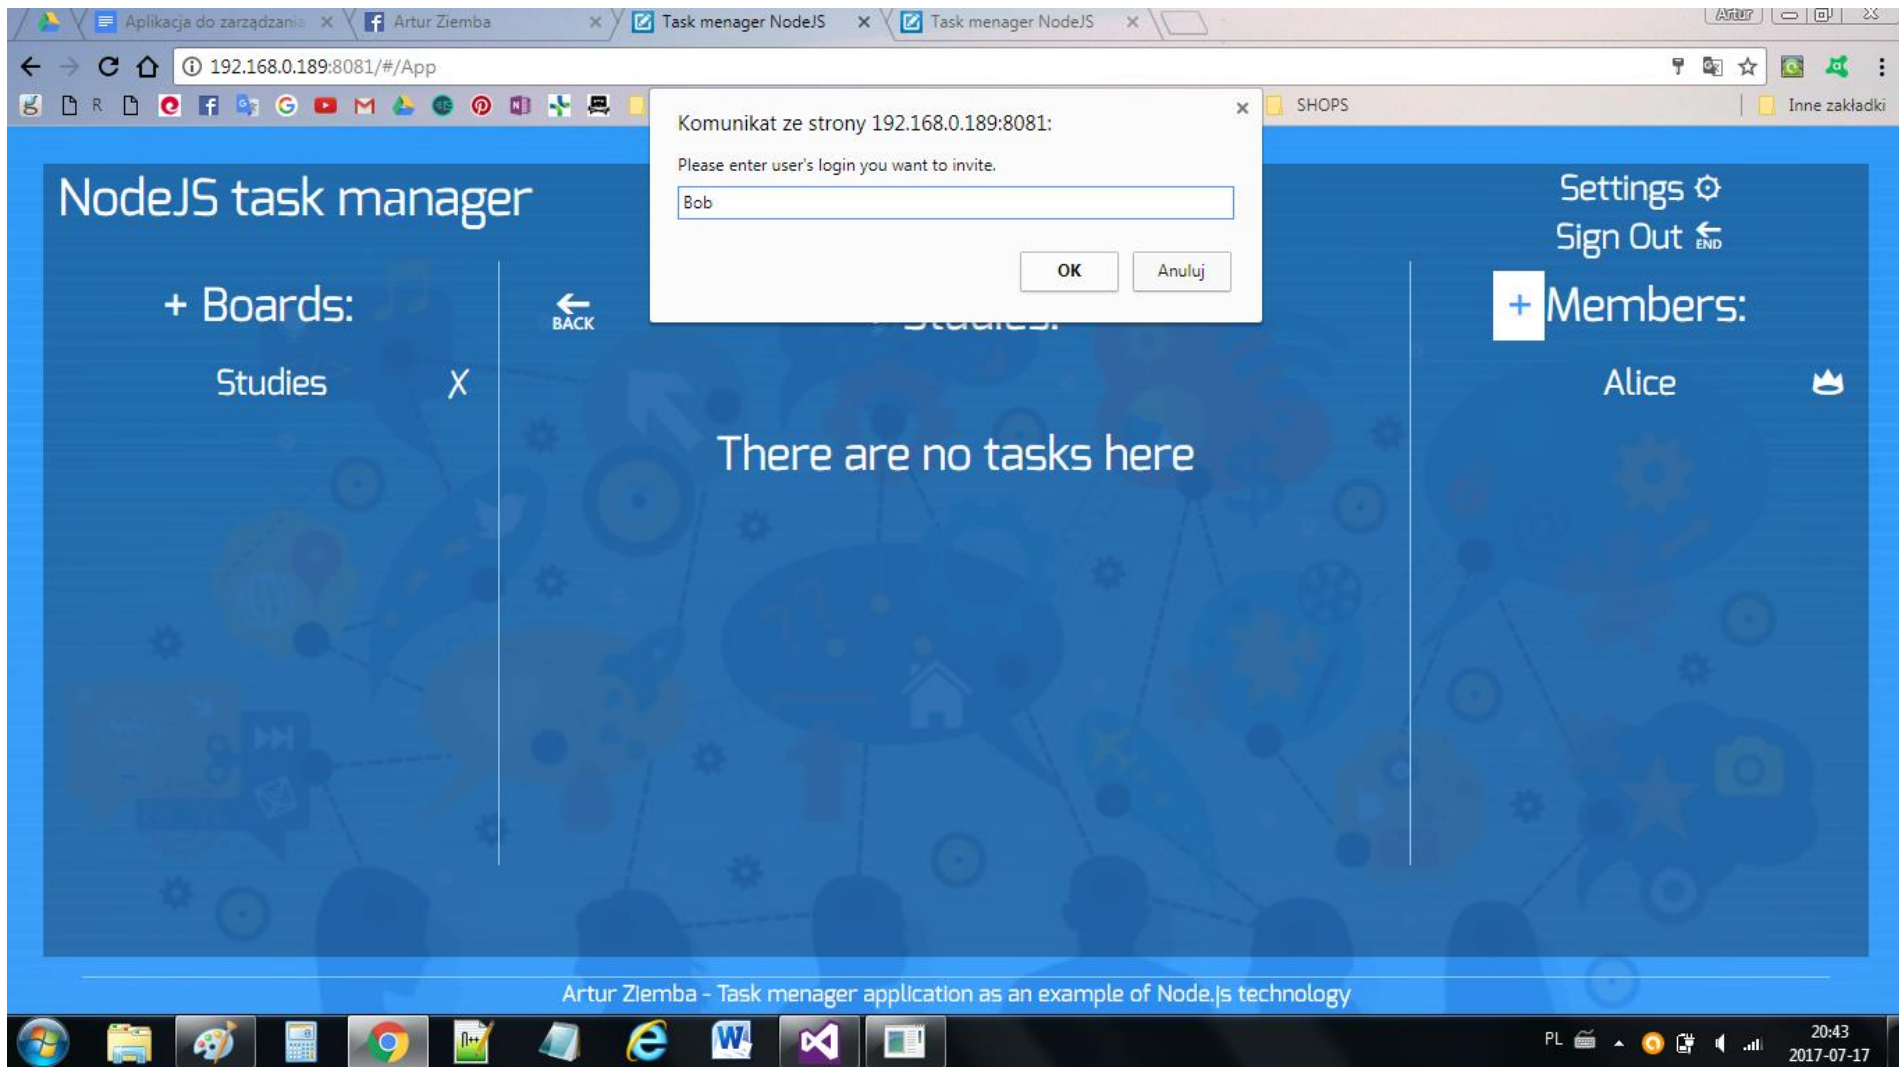 Aplikacja do zarządzania
Artur Ziemba
Task menager NodeJS
Task menager NodeJS
Artur
192.168.0.189:8081/#/App
R
SHOPS
Inne zakładki
Komunikat ze strony 192.168.0.189:8081:
Please enter user's login you want to invite.
Bob
OK
Anuluj
NodeJS task manager
Settings
Sign Out
END
+ Boards:
BACK
Studies:
+ Members:
Studies X
Alice
There are no tasks here
Artur Ziemba - Task menager application as an example of Node.js technology
PL
20:43
2017-07-17